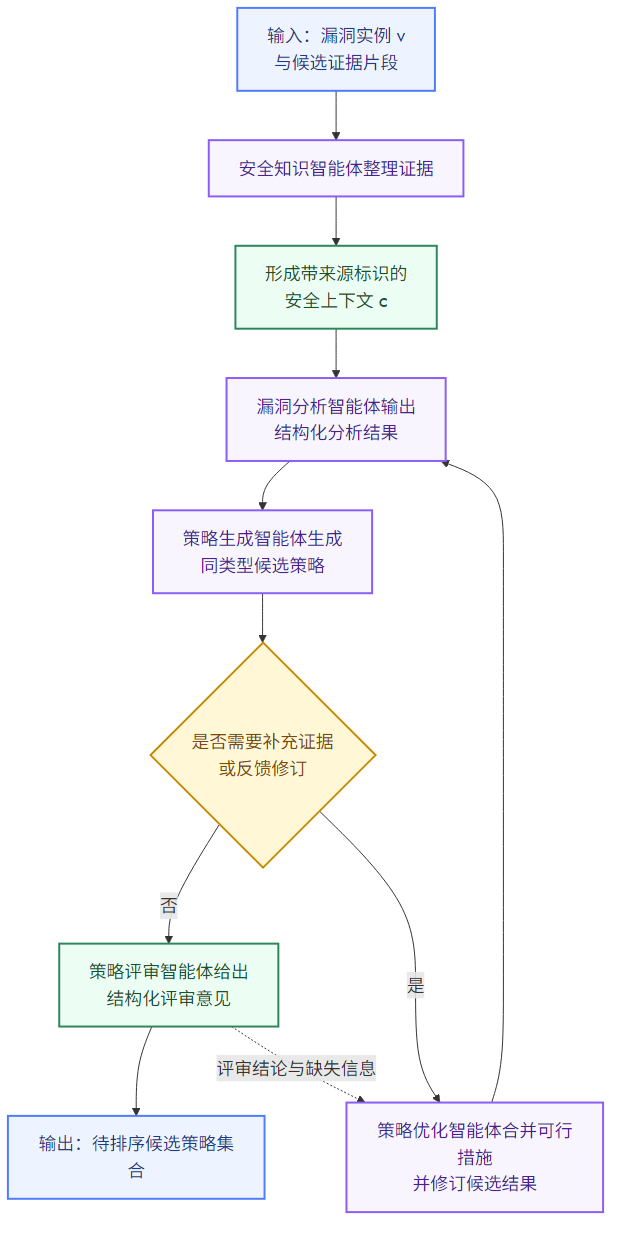 输入：漏洞实例 v
与候选证据片段
安全知识智能体整理证据
形成带来源标识的
安全上下文 c
漏洞分析智能体输出
结构化分析结果
策略生成智能体生成
同类型候选策略
是否需要补充证据
或反馈修订
否
策略评审智能体给出
结构化评审意见
是
评审结论与缺失信息
输出：待排序候选策略集
合
策略优化智能体合并可行
措施
并修订候选结果